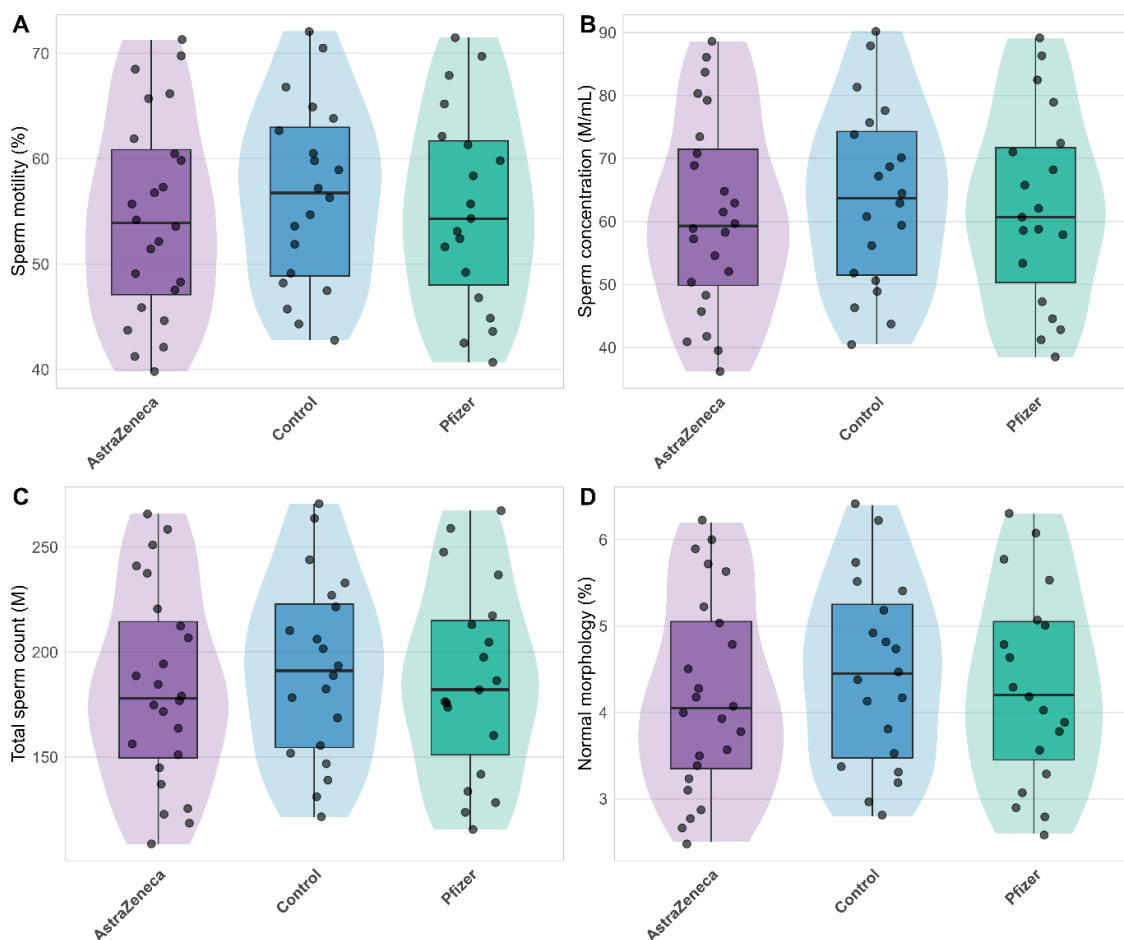 A
Sperm motility (%)
70
60
50
40
AstraZeneca
Control
Pfizer
B
Sperm concentration (M/mL)
90
80
70
60
50
40
AstraZeneca
Control
Pfizer
C
Total sperm count (M)
250
200
150
AstraZeneca
Control
Pfizer
D
Normal morphology (%)
6
5
4
3
AstraZeneca
Control
Pfizer